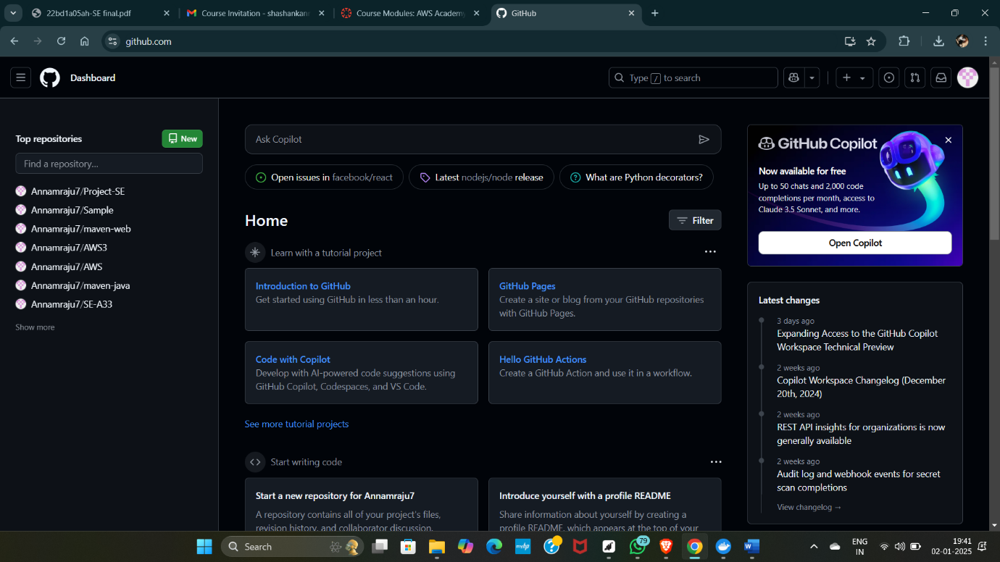 22bd1a05ah-SE final.pdf
Course Invitation - shashankanr
Course Modules: AWS Academy
GitHub
github.com
Dashboard
Type / to search
Top repositories
New
Find a repository...
Annamraju7/Project-SE
Annamraju7/Sample
Annamraju7/maven-web
Annamraju7/AWS3
Annamraju7/AWS
Annamraju7/maven-java
Annamraju7/SE-A33
Show more
Ask Copilot
Open issues in facebook/react
Latest nodejs/node release
What are Python decorators?
Home
Filter
Learn with a tutorial project
Introduction to GitHub
Get started using GitHub in less than an hour.
GitHub Pages
Create a site or blog from your GitHub repositories
with GitHub Pages.
Code with Copilot
Develop with AI-powered code suggestions using
GitHub Copilot, Codespaces, and VS Code.
Hello GitHub Actions
Create a GitHub Action and use it in a workflow.
See more tutorial projects
Start writing code
Start a new repository for Annamraju7
A repository contains all of your project's files,
revision history, and collaborator discussion.
Introduce yourself with a profile README
Share information about yourself by creating a
profile README, which appears at the top of your
GitHub Copilot
Now available for free
Up to 50 chats and 2,000 code
completions per month, access to
Claude 3.5 Sonnet, and more.
Open Copilot
Latest changes
3 days ago
Expanding Access to the GitHub Copilot
Workspace Technical Preview
2 weeks ago
Copilot Workspace Changelog (December
20th, 2024)
2 weeks ago
REST API insights for organizations is now
generally available
2 weeks ago
Audit log and webhook events for secret
scan completions
View changelog →
Search
myhp
79
ENG
IN
19:41
02-01-2025